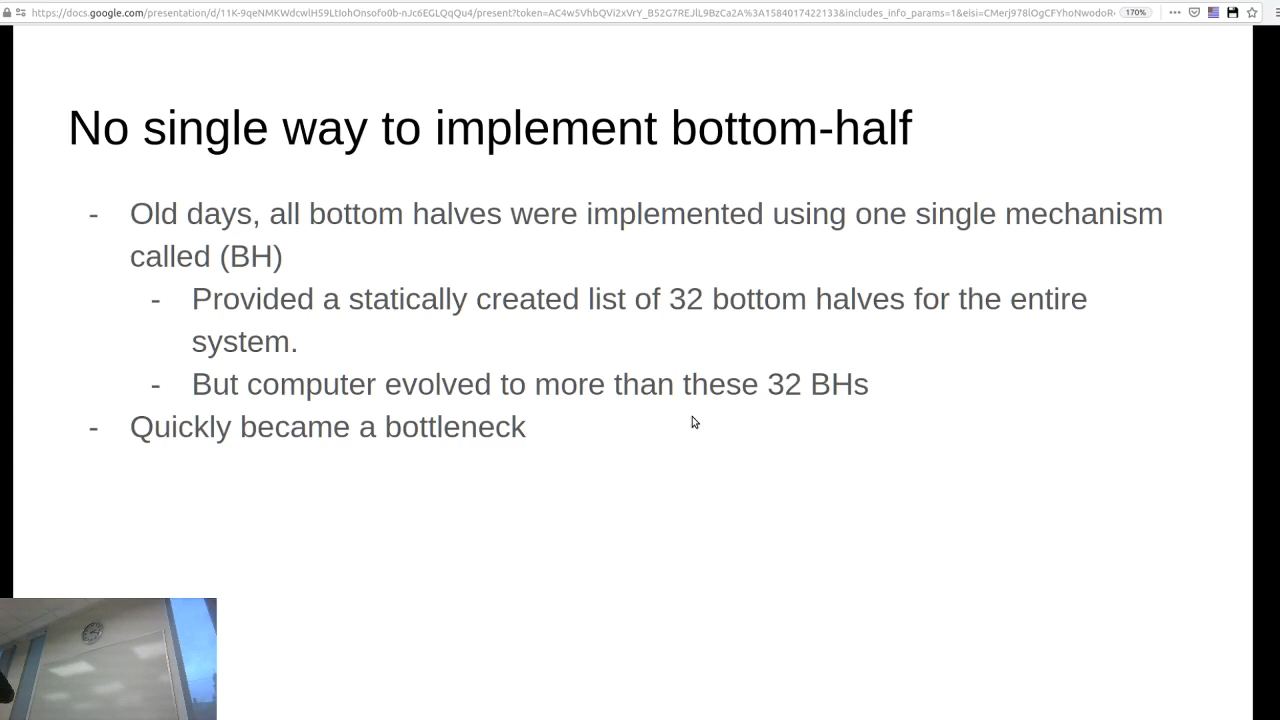 170%
No single way to implement bottom-half
- Old days, all bottom halves were implemented using one single mechanism
called (BH)
- Provided a statically created list of 32 bottom halves for the entire
system.
- But computer evolved to more than these 32 BHs
- Quickly became a bottleneck